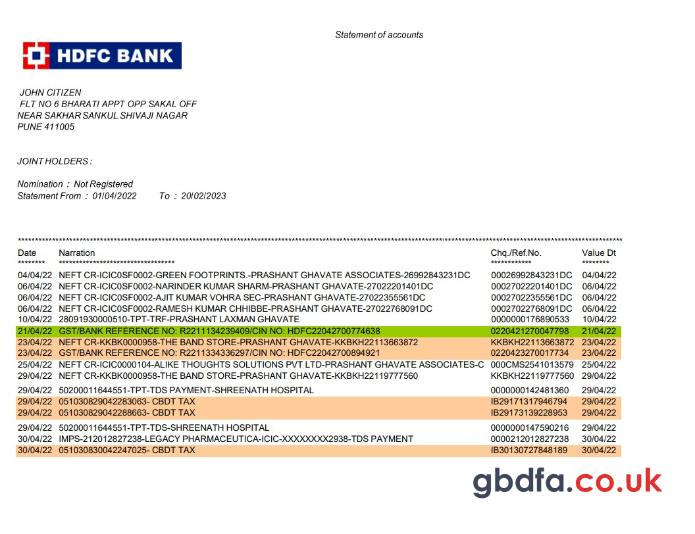 Statement of accounts
HDFC BANK
JOHN CITIZEN
FLT NO 6 BHARATI APPT OPP SAKAL OFF
NEAR SAKHAR SANKUL SHIVAJI NAGAR
PUNE 411005
JOINT HOLDERS :
Nomination : Not Registered
Statement From : 01/04/2022 To : 20/02/2023
Date Narration Chq./Ref.No. Value Dt
04/04/22 NEFT CR-ICIC0SF0002-GREEN FOOTPRINTS.-PRASHANT GHAVATE ASSOCIATES-26992843231DC 00026992843231DC 04/04/22
06/04/22 NEFT CR-ICIC0SF0002-NARINDER KUMAR SHARM-PRASHANT GHAVATE-27022201401DC 00027022201401DC 06/04/22
06/04/22 NEFT CR-ICIC0SF0002-AJIT KUMAR VOHRA SEC-PRASHANT GHAVATE-27022355561DC 00027022355561DC 06/04/22
06/04/22 NEFT CR-ICIC0SF0002-RAMESH KUMAR CHHIBBE-PRASHANT GHAVATE-27022768091DC 00027022768091DC 06/04/22
10/04/22 28091930000510-TPT-TRF-PRASHANT LAXMAN GHAVATE 0000000176890533 10/04/22
21/04/22 GST/BANK REFERENCE NO: R2211134239409/CIN NO: HDFC22042700774638 0220421270047798 21/04/22
23/04/22 NEFT CR-KKBK0000958-THE BAND STORE-PRASHANT GHAVATE-KKBKH22113663872 KKBKH22113663872 23/04/22
23/04/22 GST/BANK REFERENCE NO: R2211334336297/CIN NO: HDFC22042700894921 0220423270017734 23/04/22
25/04/22 NEFT CR-ICIC0000104-ALIKE THOUGHTS SOLUTIONS PVT LTD-PRASHANT GHAVATE ASSOCIATES-C 000CMS2541013579 25/04/22
29/04/22 NEFT CR-KKBK0000958-THE BAND STORE-PRASHANT GHAVATE-KKBKH22119777560 KKBKH22119777560 29/04/22
29/04/22 50200011644551-TPT-TDS PAYMENT-SHREENATH HOSPITAL 0000000142481360 29/04/22
29/04/22 051030829042283063- CBDT TAX IB29171317946794 29/04/22
29/04/22 051030829042288663- CBDT TAX IB29173139228953 29/04/22
29/04/22 50200011644551-TPT-TDS-SHREENATH HOSPITAL 0000000147590216 29/04/22
30/04/22 IMPS-212012827238-LEGACY PHARMACEUTICA-ICIC-XXXXXXXX2938-TDS PAYMENT 0000212012827238 30/04/22
30/04/22 051030830042247025- CBDT TAX IB30130727848189 30/04/22
gbdfa.co.uk